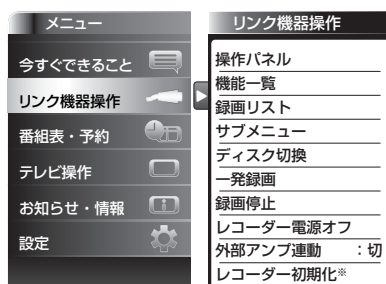 メニュー
今すぐできること
リンク機器操作
番組表・予約
テレビ操作
お知らせ・情報
設定
リンク機器操作
操作パネル
機能一覧
録画リスト
サブメニュー
ディスク切換
一発録画
録画停止
レコーダー電源オフ
外部アンプ連動　：切
レコーダー初期化※